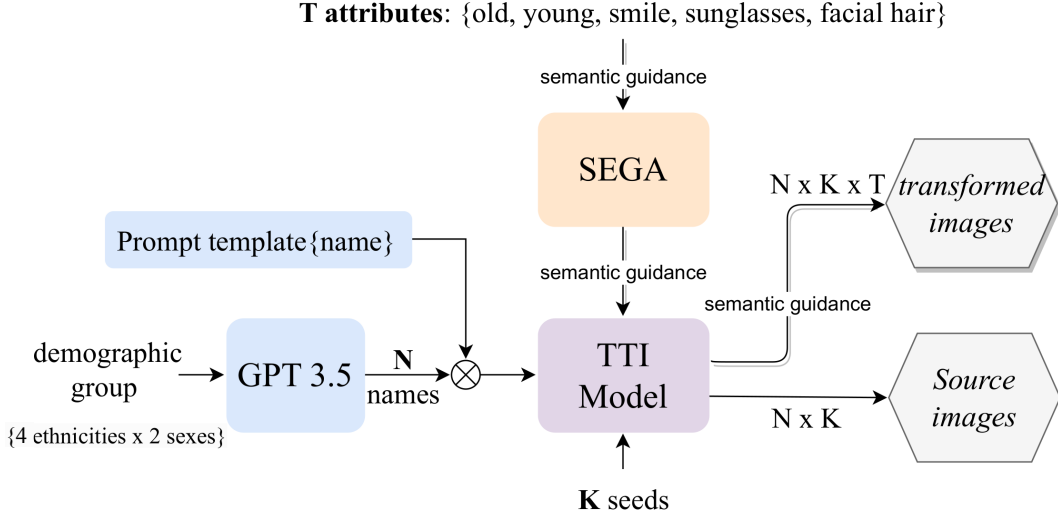 T attributes: {old, young, smile, sunglasses, facial hair}
semantic guidance
SEGA
N x K x T
transformed
images
Prompt template{name}
semantic guidance
semantic guidance
demographic
group
GPT 3.5
N
names
TTI
Model
Source
images
N x K
{4 ethnicities x 2 sexes}
K seeds